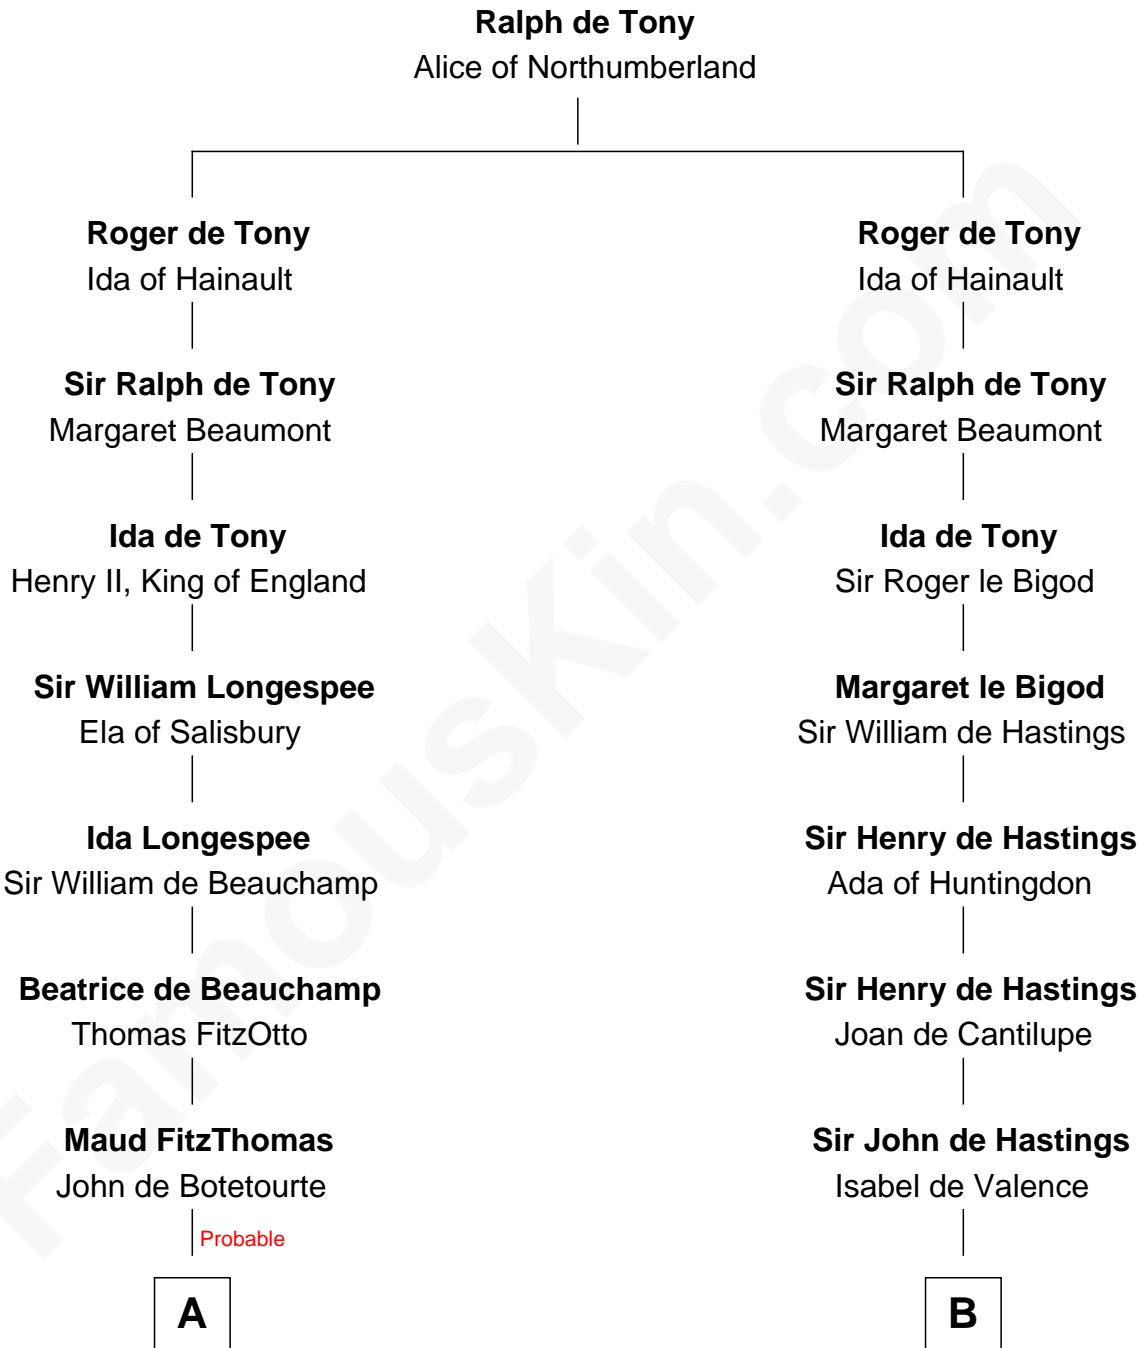 Ralph de Tony
Alice of Northumberland
Roger de Tony
Ida of Hainault
Roger de Tony
Ida of Hainault
Sir Ralph de Tony
Margaret Beaumont
Sir Ralph de Tony
Margaret Beaumont
Ida de Tony
Henry II, King of England
Ida de Tony
Sir Roger le Bigod
Sir William Longespee
Ela of Salisbury
Margaret le Bigod
Sir William de Hastings
Ida Longespee
Sir William de Beauchamp
Sir Henry de Hastings
Ada of Huntingdon
Beatrice de Beauchamp
Thomas FitzOtto
Sir Henry de Hastings
Joan de Cantilupe
Maud FitzThomas
John de Botetourte
Sir John de Hastings
Isabel de Valence
Probable
A
B
FamousKin.com